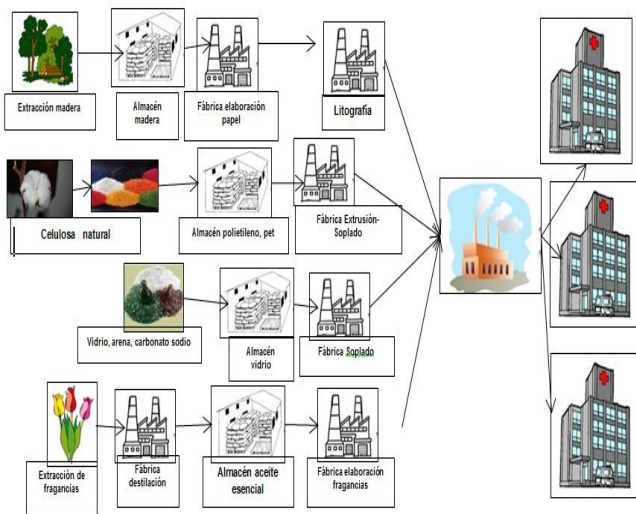 Extracción madera
Almacén
madera
Fábrica elaboración
papel
Litografía
Celulosa natural
Almacén polietileno, pet
Fábrica Extrusión-
Soplado
Vidrio, arena, carbonato sodio
Almacén
vidrio
Fábrica Soplado
Extracción de
fragancias
Fábrica
destilación
Almacén aceite
esencial
Fábrica elaboración
fragancias